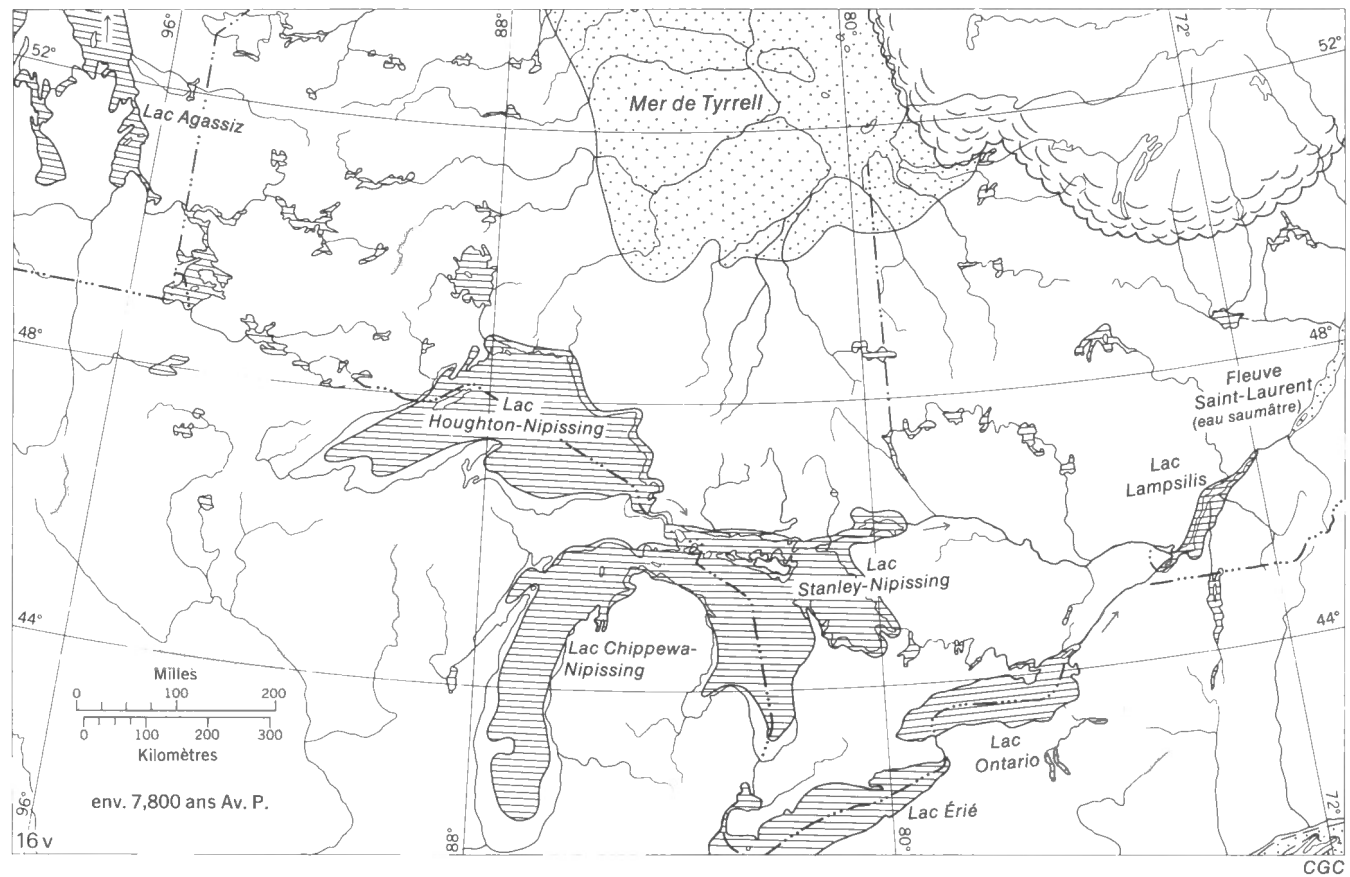 96°
88°
80°
72°
52°
52°
Lac Agassiz
Mer de Tyrrell
48°
48°
Fleuve
Saint-Laurent
(eau saumâtre)
Lac
Houghton-Nipissing
Lac
Lampsilis
Lac
Stanley-Nipissing
44°
44°
Lac Chippewa-
Nipissing
Milles
0 100 200
0 100 200 300
Kilomètres
Lac
Ontario
env. 7,800 ans Av. P.
Lac Érié
96°
88°
80°
72°
16 v
CGC